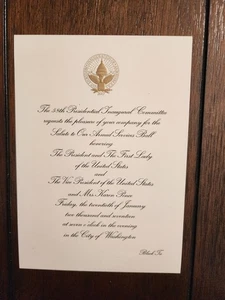 The 58th Presidential Inaugural Committee
requests the pleasure of your company for the
Salute to Our Armed Services Ball
honoring
The President and The First Lady
of the United States
and
The Vice President of the United States
and Mrs Karen Pence
Friday, the twentieth of January
two thousand and seventeen
at seven o'clock in the evening
in the City of Washington
Black Tie